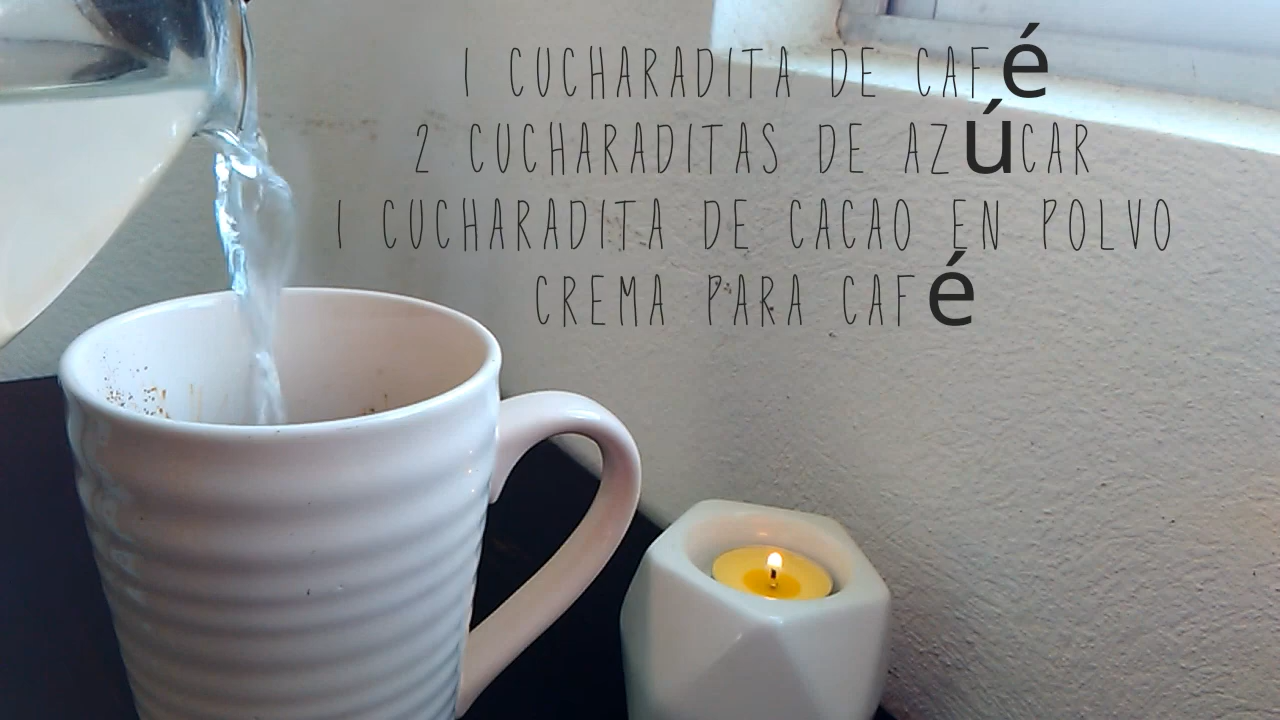 1 CUCHARADITA DE CAFé
2 CUCHARADITAS DE AZúCAR
1 CUCHARADITA DE CACAO EN POLVO
CREMA PARA CAFé